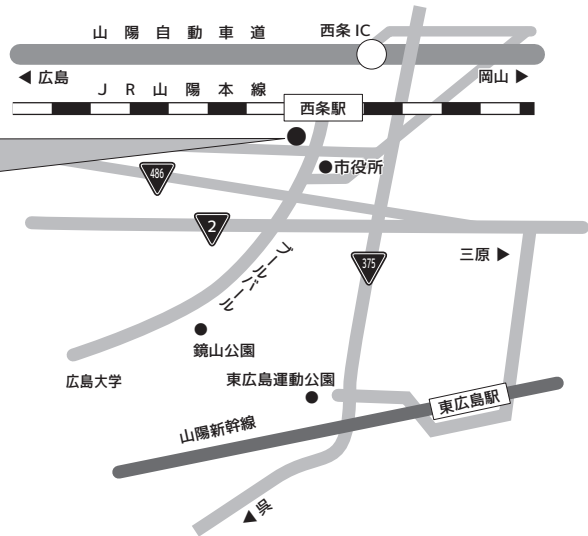 山陽自動車道
西条 IC
◀ 広島
岡山 ▶
ＪＲ山陽本線
西条駅
●市役所
486
2
375
三原 ▶
ブールバール
鏡山公園
広島大学
東広島運動公園
東広島駅
山陽新幹線
◀ 呉